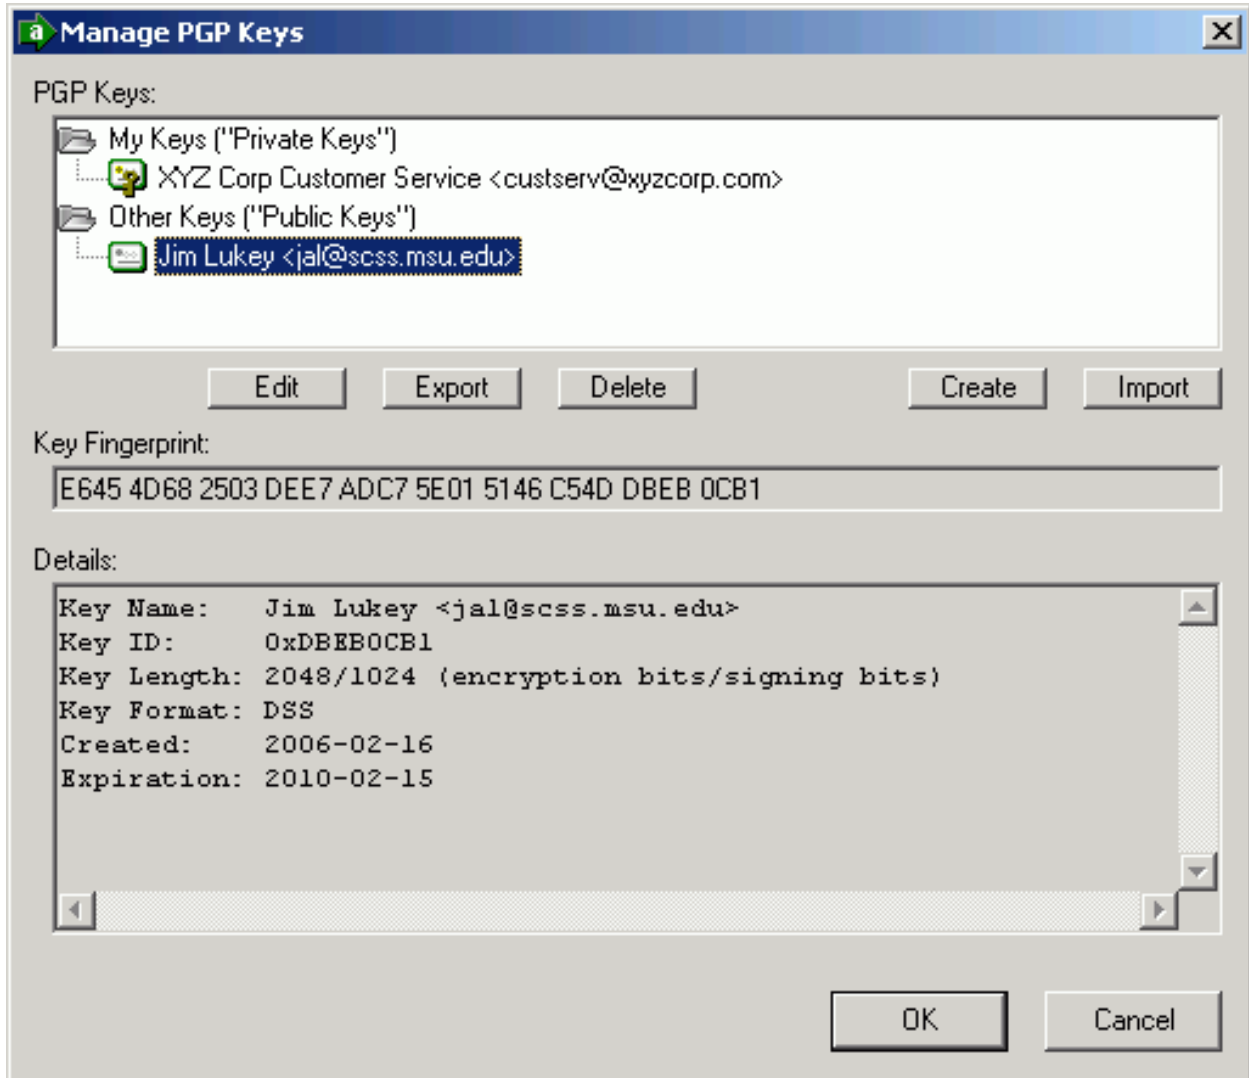 a Manage PGP Keys
PGP Keys:
My Keys ("Private Keys")
XYZ Corp Customer Service <custserv@xyzcorp.com>
Other Keys ("Public Keys")
Jim Lukey <jal@scss.msu.edu>
Edit Export Delete Create Import
Key Fingerprint:
E645 4D68 2503 DEE7 ADC7 5E01 5146 C54D DBEB 0CB1
Details:
Key Name: Jim Lukey <jal@scss.msu.edu>
Key ID: 0xDBEB0CB1
Key Length: 2048/1024 (encryption bits/signing bits)
Key Format: DSS
Created: 2006-02-16
Expiration: 2010-02-15
OK Cancel